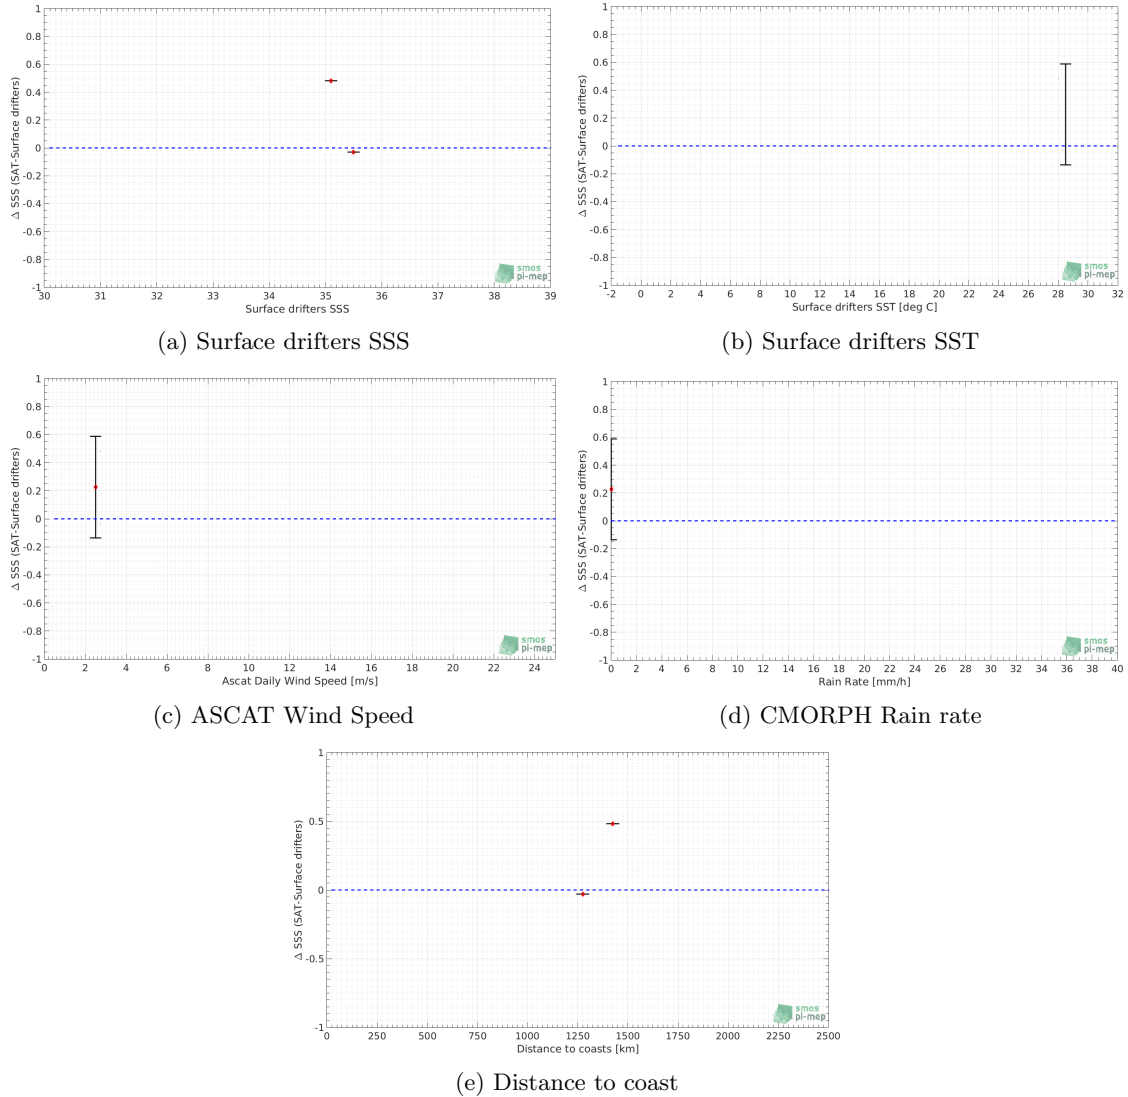 1
0.8
0.6
0.4
0.2
0
-0.2
-0.4
-0.6
-0.8
-1
Δ SSS (SAT-Surface drifters)
30 31 32 33 34 35 36 37 38 39
Surface drifters SSS
smos
pi-mep
(a) Surface drifters SSS
1
0.8
0.6
0.4
0.2
0
-0.2
-0.4
-0.6
-0.8
-1
Δ SSS (SAT-Surface drifters)
-2 0 2 4 6 8 10 12 14 16 18 20 22 24 26 28 30 32
Surface drifters SST [deg C]
smos
pi-mep
(b) Surface drifters SST
1
0.8
0.6
0.4
0.2
0
-0.2
-0.4
-0.6
-0.8
-1
Δ SSS (SAT-Surface drifters)
0 2 4 6 8 10 12 14 16 18 20 22 24
Ascat Daily Wind Speed [m/s]
smos
pi-mep
(c) ASCAT Wind Speed
1
0.8
0.6
0.4
0.2
0
-0.2
-0.4
-0.6
-0.8
-1
Δ SSS (SAT-Surface drifters)
0 2 4 6 8 10 12 14 16 18 20 22 24 26 28 30 32 34 36 38 40
Rain Rate [mm/h]
smos
pi-mep
(d) CMORPH Rain rate
1
0.5
0
-0.5
-1
Δ SSS (SAT-Surface drifters)
0 250 500 750 1000 1250 1500 1750 2000 2250 2500
Distance to coasts [km]
smos
pi-mep
(e) Distance to coast